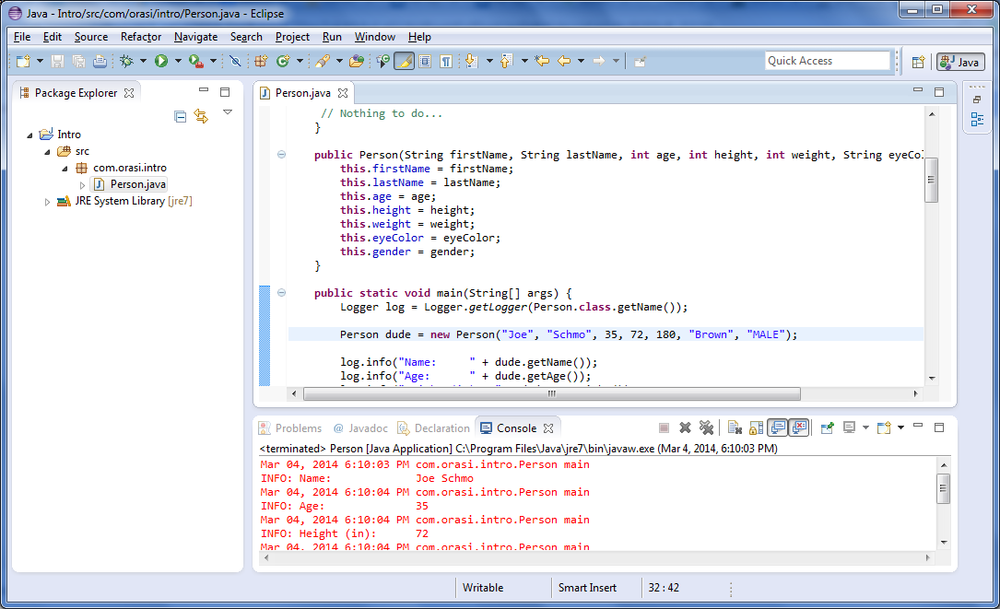 Java - Intro/src/com/orasi/intro/Person.java - Eclipse
File Edit Source Refactor Navigate Search Project Run Window Help
Quick Access
Java
Package Explorer
Intro
src
com.orasi.intro
Person.java
JRE System Library [jre7]
Person.java
// Nothing to do...
}
public Person(String firstName, String lastName, int age, int height, int weight, String eyeCol
this.firstName = firstName;
this.lastName = lastName;
this.age = age;
this.height = height;
this.weight = weight;
this.eyeColor = eyeColor;
this.gender = gender;
}
public static void main(String[] args) {
Logger log = Logger.getLogger(Person.class.getName());
Person dude = new Person("Joe", "Schmo", 35, 72, 180, "Brown", "MALE");
log.info("Name:     " + dude.getName());
log.info("Age:      " + dude.getAge());
Problems Javadoc Declaration Console
<terminated> Person [Java Application] C:\Program Files\Java\jre7\bin\javaw.exe (Mar 4, 2014, 6:10:03 PM)
Mar 04, 2014 6:10:03 PM com.orasi.intro.Person main
INFO: Name:             Joe Schmo
Mar 04, 2014 6:10:04 PM com.orasi.intro.Person main
INFO: Age:              35
Mar 04, 2014 6:10:04 PM com.orasi.intro.Person main
INFO: Height (in):      72
Mar 04, 2014 6:10:04 PM com.orasi.intro.Person main
Writable Smart Insert 32 : 42